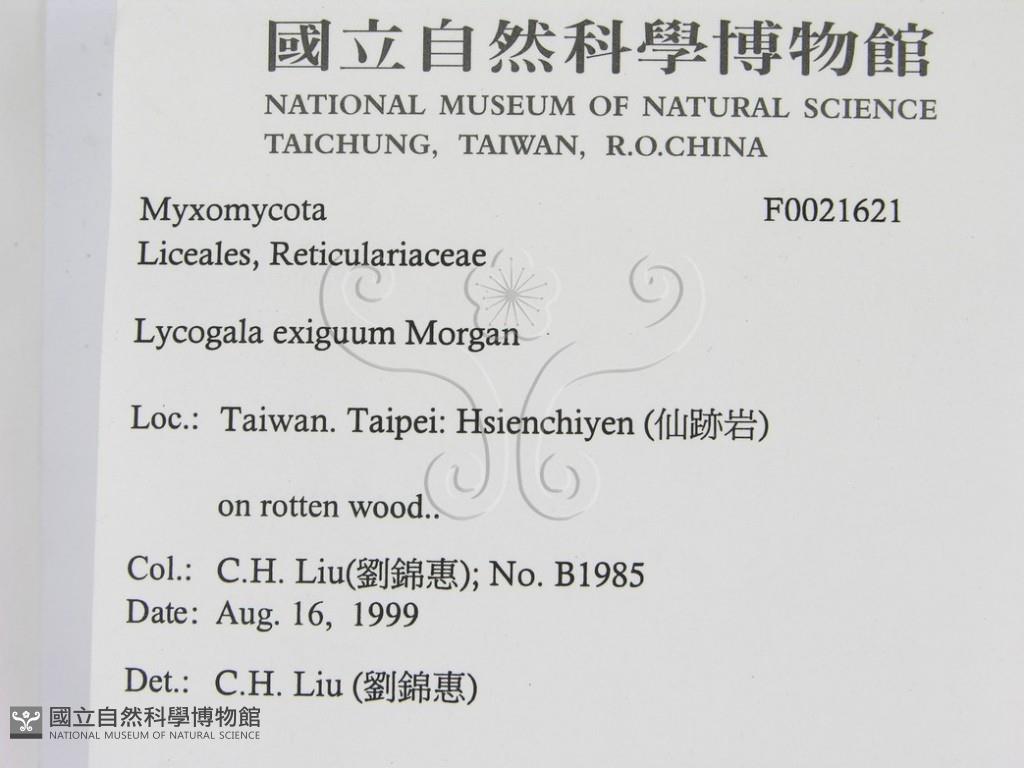 國立自然科學博物館
NATIONAL MUSEUM OF NATURAL SCIENCE
TAICHUNG, TAIWAN, R.O.CHINA
Myxomycota F0021621
Liceales, Reticulariaceae
Lycogala exiguum Morgan
Loc.: Taiwan. Taipei: Hsienchiyen (仙跡岩)
on rotten wood..
Col.: C.H. Liu(劉錦惠); No. B1985
Date: Aug. 16, 1999
Det.: C.H. Liu (劉錦惠)
國立自然科學博物館
NATIONAL MUSEUM OF NATURAL SCIENCE